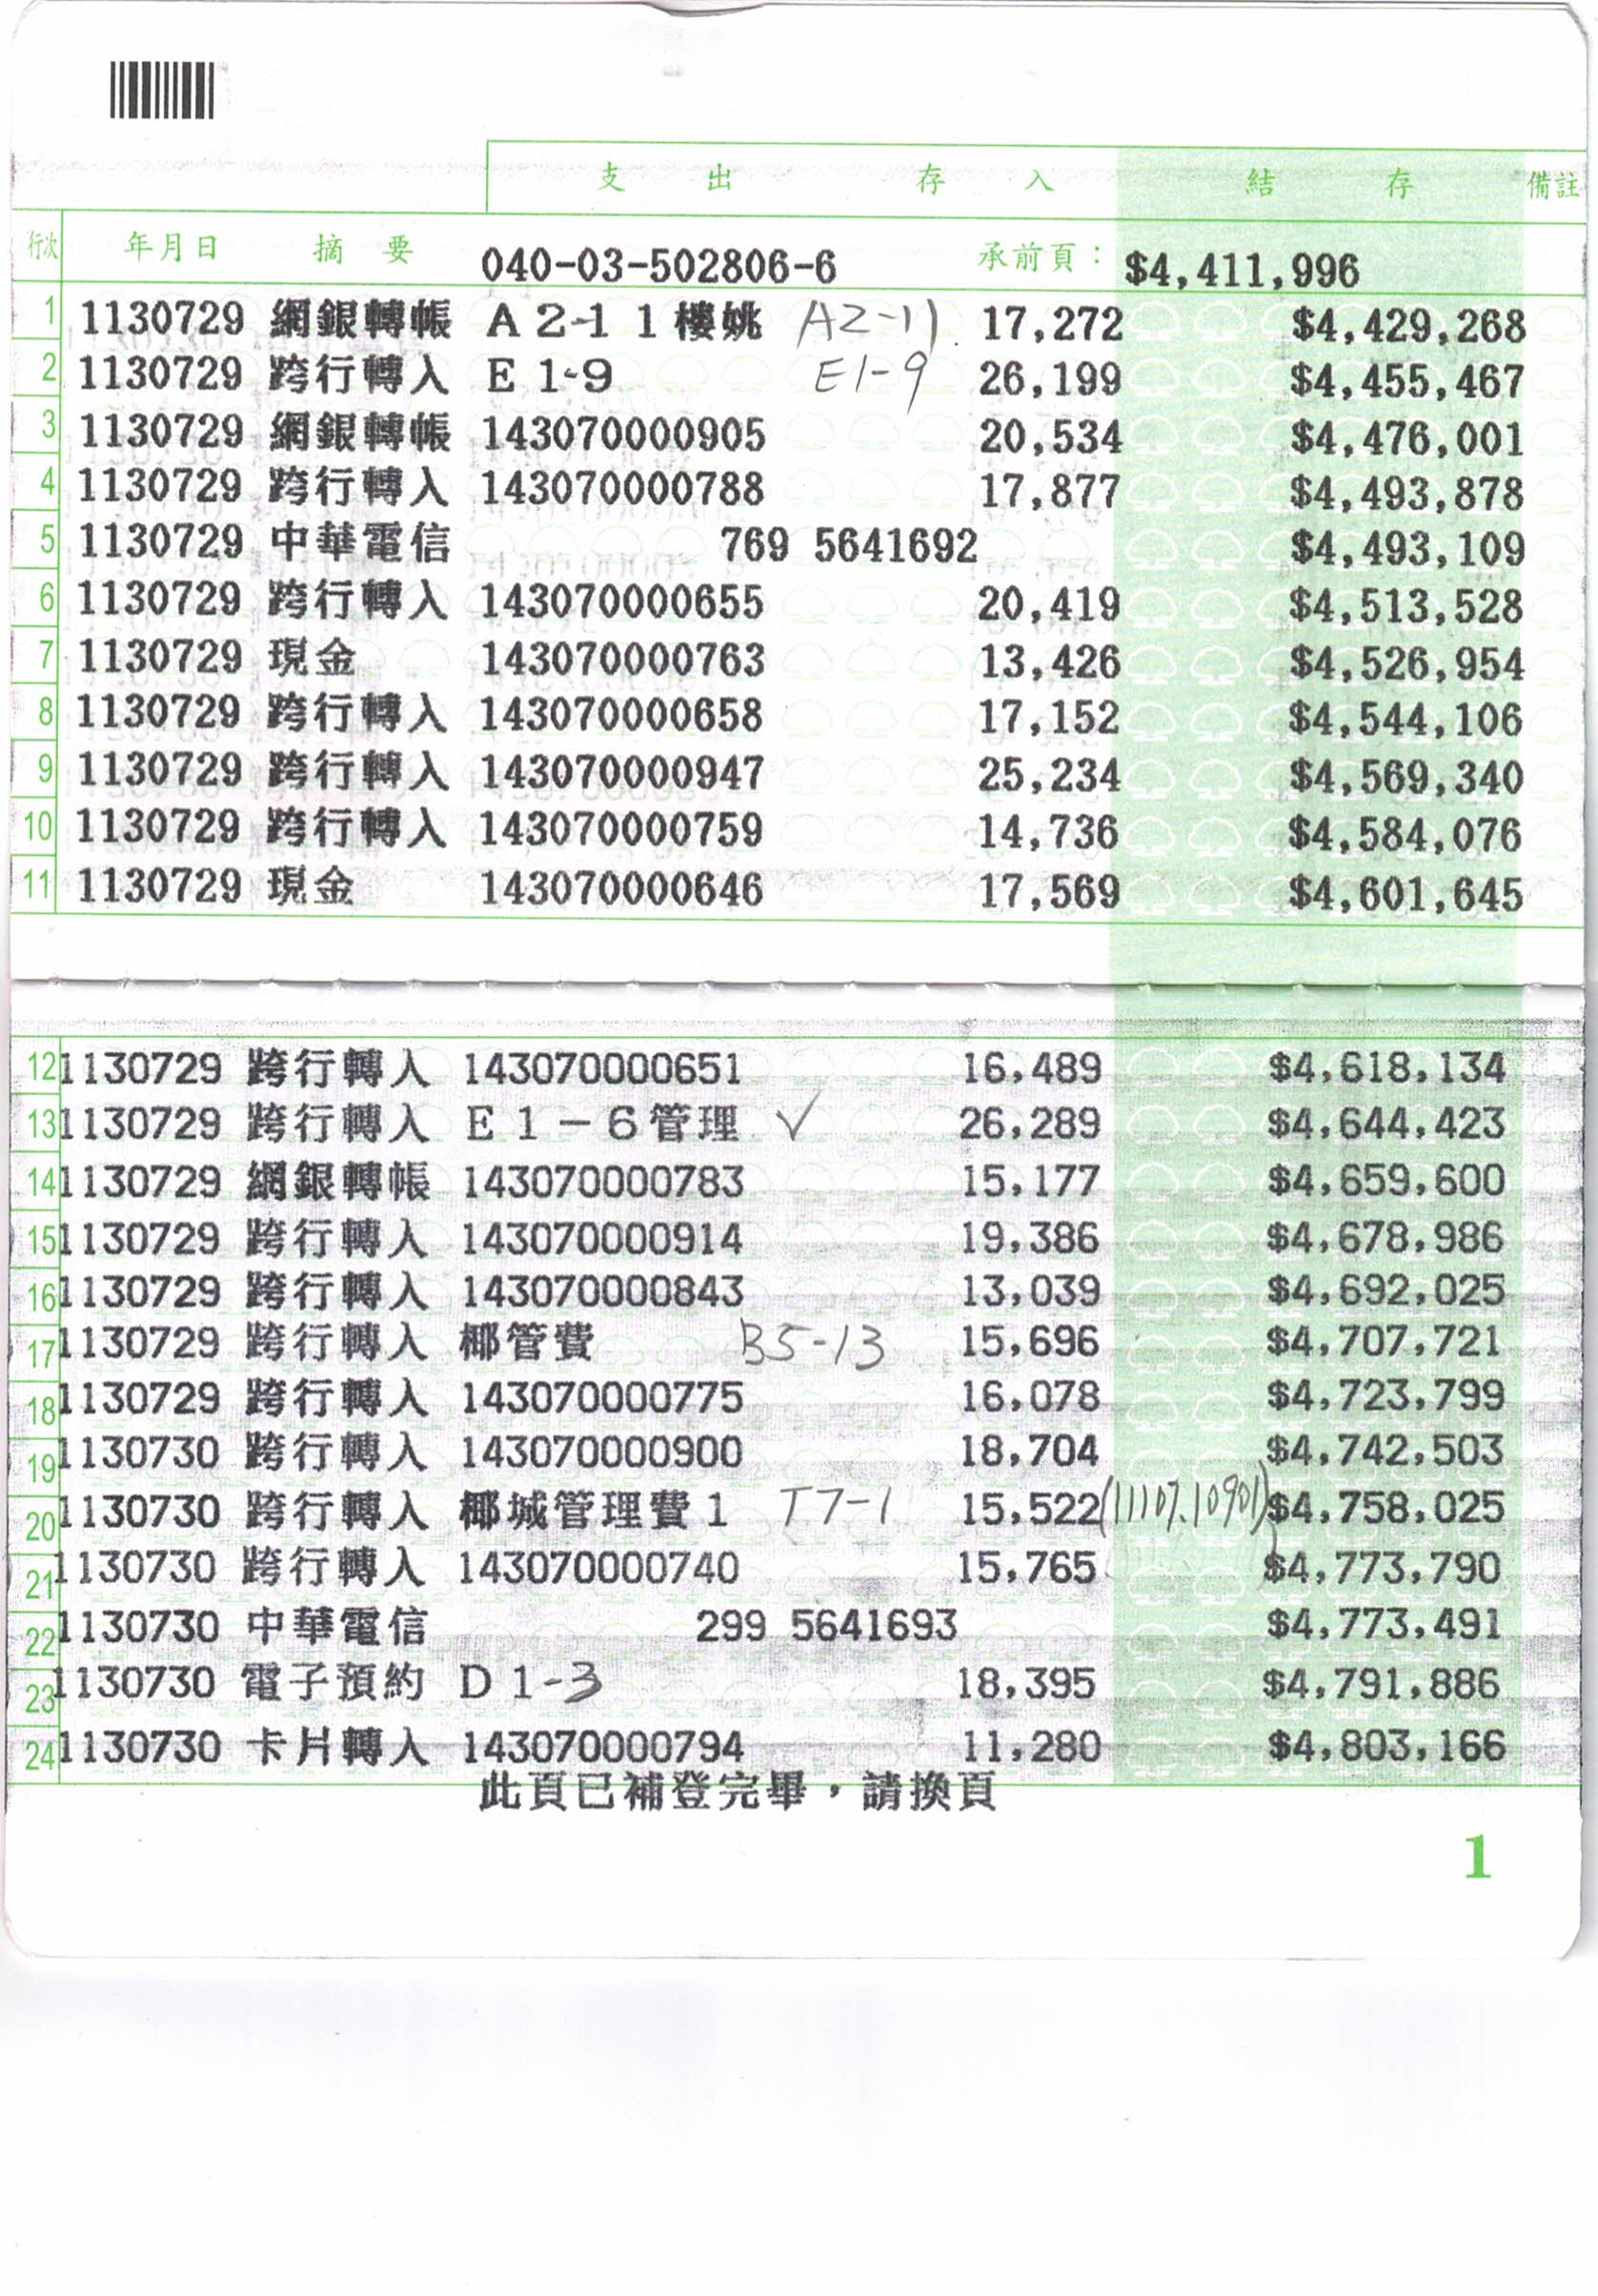 支 出 存 入 結 存 備註
行次 年月日 摘 要 040-03-502806-6 承前頁： $4,411,996
1 1130729 網銀轉帳 A2-11樓姚 A2-11 17,272 $4,429,268
2 1130729 跨行轉入 E1-9 E1-9 26,199 $4,455,467
3 1130729 網銀轉帳 143070000905 20,534 $4,476,001
4 1130729 跨行轉入 143070000788 17,877 $4,493,878
5 1130729 中華電信 769 5641692 $4,493,109
6 1130729 跨行轉入 143070000655 20,419 $4,513,528
7 1130729 現金 143070000763 13,426 $4,526,954
8 1130729 跨行轉入 143070000658 17,152 $4,544,106
9 1130729 跨行轉入 143070000947 25,234 $4,569,340
10 1130729 跨行轉入 143070000759 14,736 $4,584,076
11 1130729 現金 143070000646 17,569 $4,601,645
12 1130729 跨行轉入 143070000651 16,489 $4,618,134
13 1130729 跨行轉入 E1－6管理 ✓ 26,289 $4,644,423
14 1130729 網銀轉帳 143070000783 15,177 $4,659,600
15 1130729 跨行轉入 143070000914 19,386 $4,678,986
16 1130729 跨行轉入 143070000843 13,039 $4,692,025
17 1130729 跨行轉入 椰管費 B5-13 15,696 $4,707,721
18 1130729 跨行轉入 143070000775 16,078 $4,723,799
19 1130730 跨行轉入 143070000900 18,704 $4,742,503
20 1130730 跨行轉入 椰城管理費1 T7-1 15,522 (11107.10901) $4,758,025
21 1130730 跨行轉入 143070000740 15,765 $4,773,790
22 1130730 中華電信 299 5641693 $4,773,491
23 1130730 電子預約 D1-3 18,395 $4,791,886
24 1130730 卡片轉入 143070000794 11,280 $4,803,166
此頁已補登完畢，請換頁
1